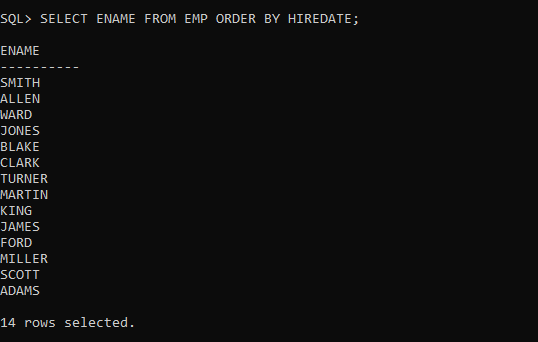 SQL> SELECT ENAME FROM EMP ORDER BY HIREDATE;
ENAME
----------
SMITH
ALLEN
WARD
JONES
BLAKE
CLARK
TURNER
MARTIN
KING
JAMES
FORD
MILLER
SCOTT
ADAMS
14 rows selected.